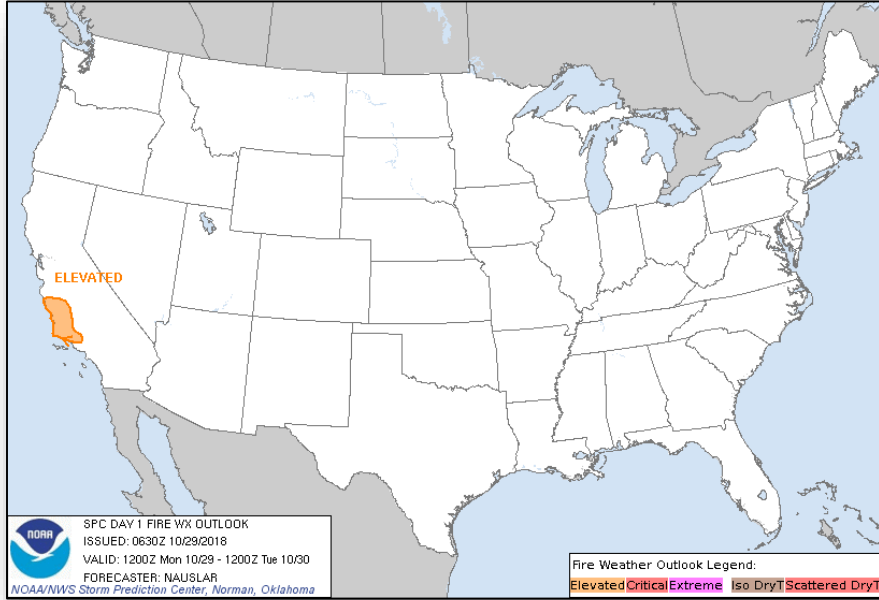 ELEVATED
NOAA
SPC DAY 1 FIRE WX OUTLOOK
ISSUED: 0630Z 10/29/2018
VALID: 1200Z Mon 10/29 - 1200Z Tue 10/30
FORECASTER: NAUSLAR
NOAA/NWS Storm Prediction Center, Norman, Oklahoma
Fire Weather Outlook Legend:
Elevated Critical Extreme Iso DryT Scattered DryT